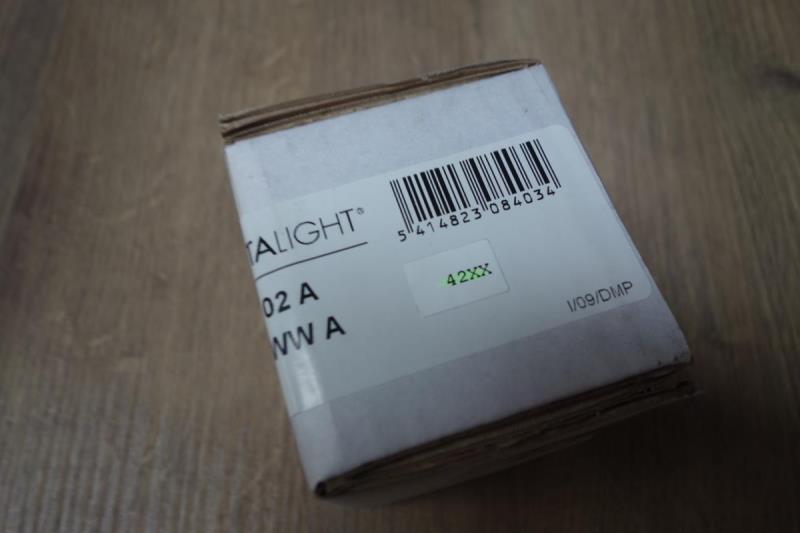 TALIGHT®
02 A
WW A
5 414823 084034
42XX
I/09/DMP